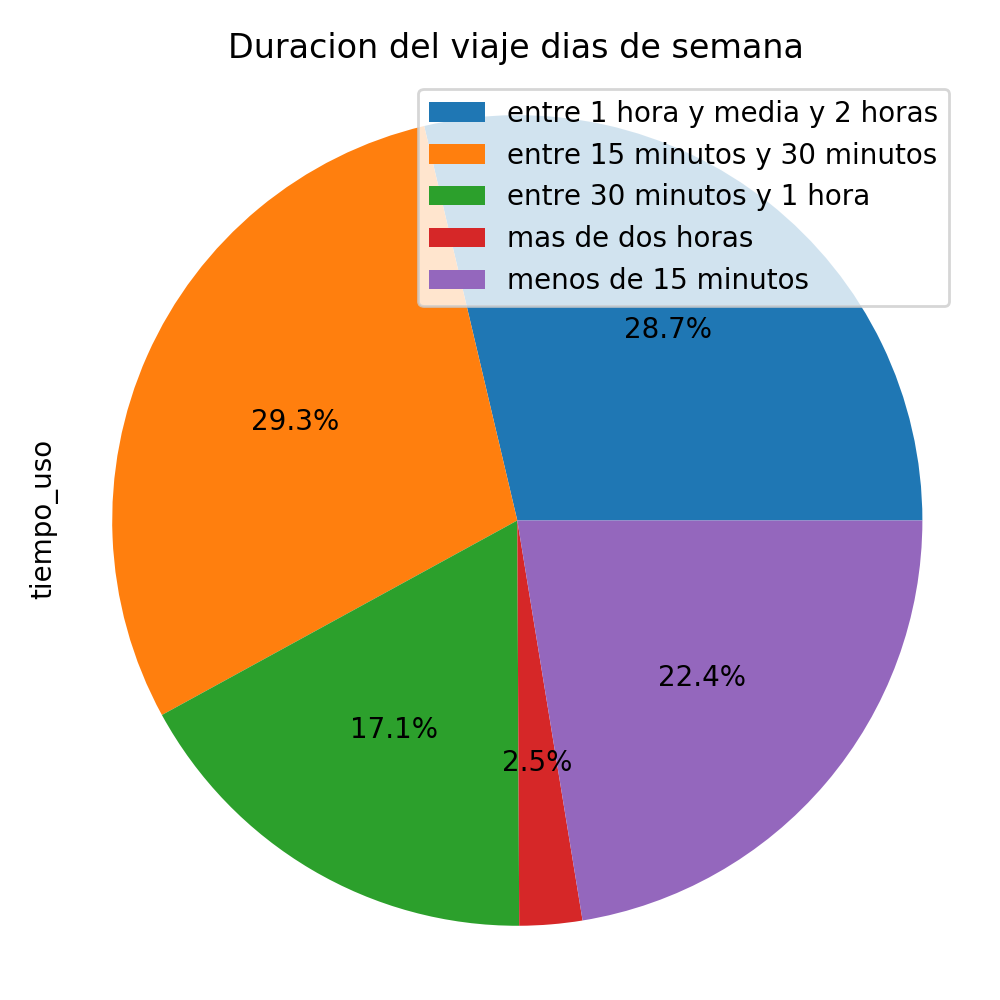 Duracion del viaje dias de semana
entre 1 hora y media y 2 horas
entre 15 minutos y 30 minutos
entre 30 minutos y 1 hora
mas de dos horas
menos de 15 minutos
28.7%
29.3%
tiempo_uso
22.4%
17.1%
2.5%